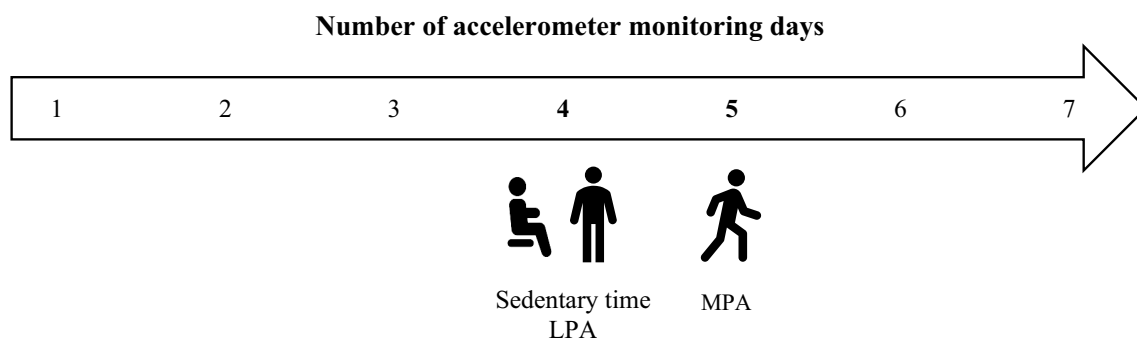 Number of accelerometer monitoring days
1 2 3 4 5 6 7
Sedentary time MPA
LPA